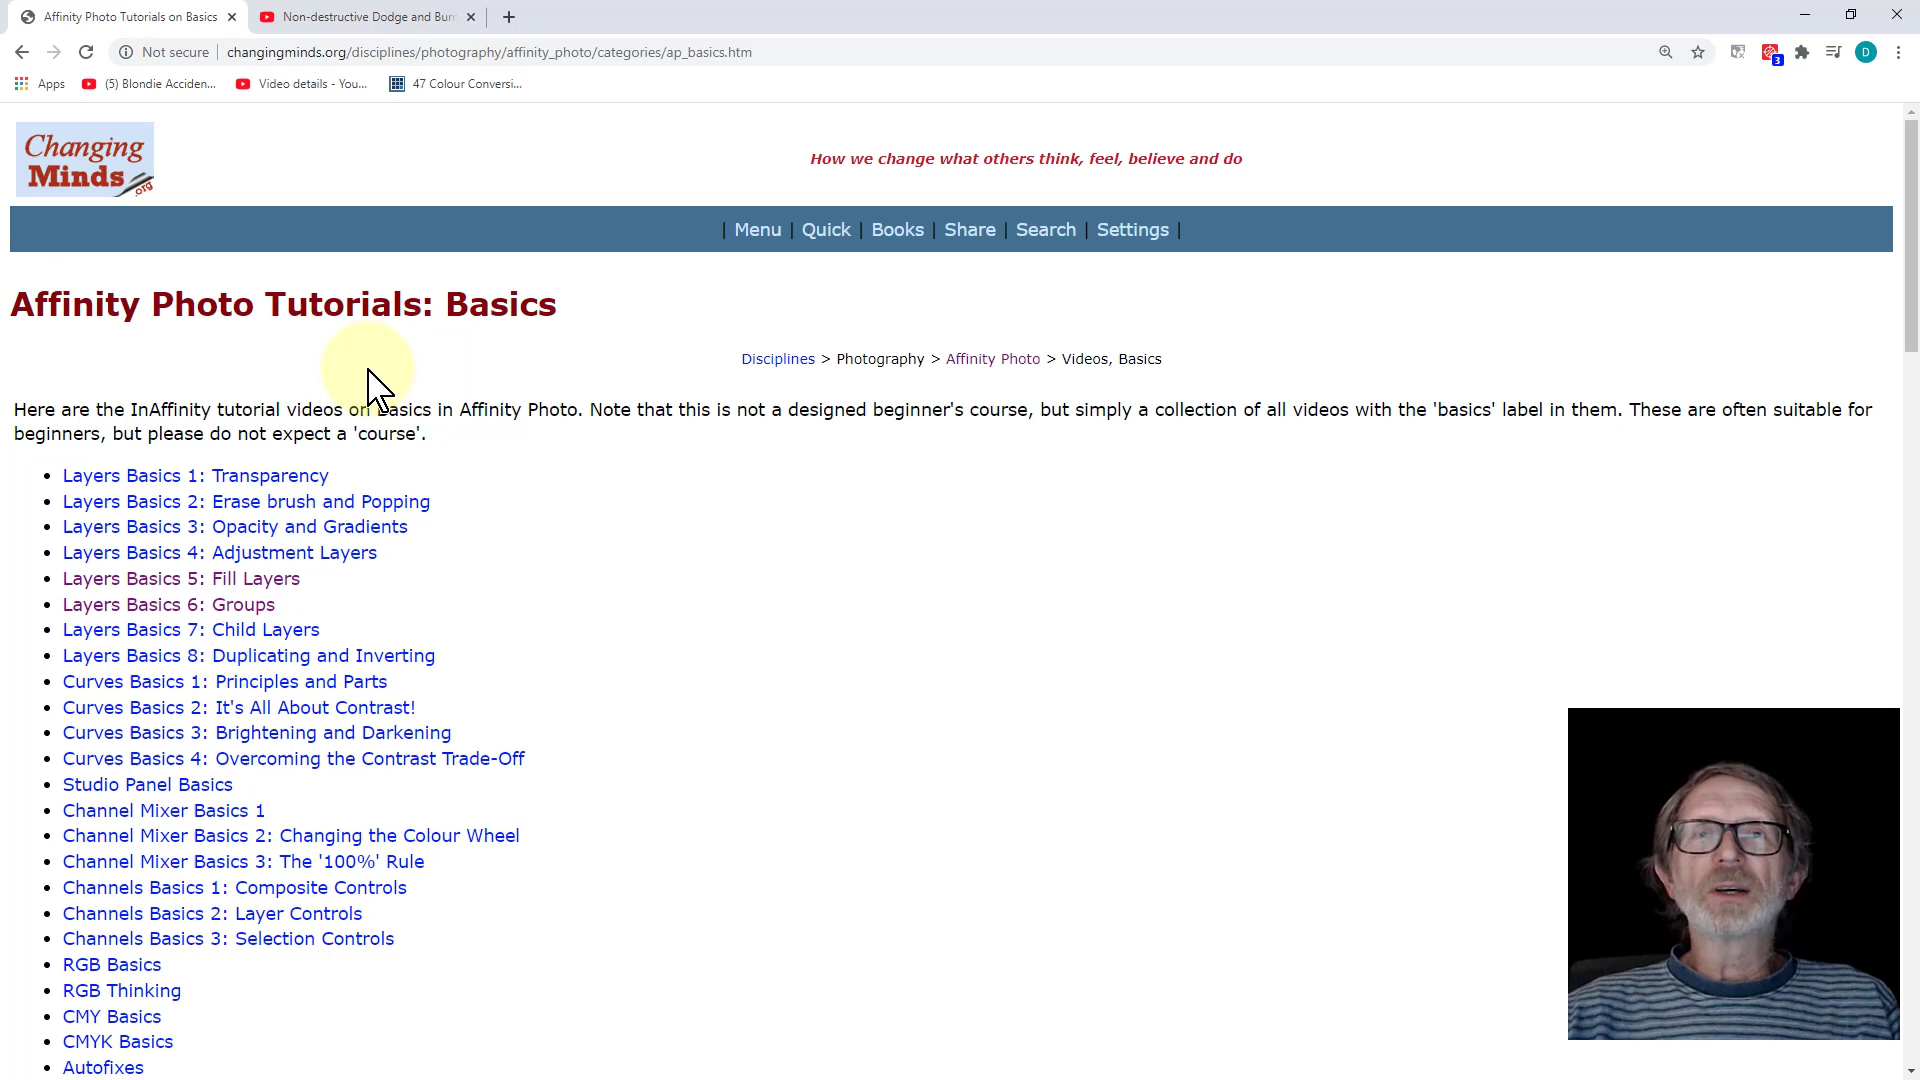 Affinity Photo Tutorials on Basics
Non-destructive Dodge and Burn
Not secure
changingminds.org/disciplines/photography/affinity_photo/categories/ap_basics.htm
3
D
Apps
(5) Blondie Acciden...
Video details - You...
47 Colour Conversi...
Changing
Minds
.org
How we change what others think, feel, believe and do
| Menu | Quick | Books | Share | Search | Settings |
Affinity Photo Tutorials: Basics
Disciplines > Photography > Affinity Photo > Videos, Basics
Here are the InAffinity tutorial videos on Basics in Affinity Photo. Note that this is not a designed beginner's course, but simply a collection of all videos with the 'basics' label in them. These are often suitable for
beginners, but please do not expect a 'course'.
Layers Basics 1: Transparency
Layers Basics 2: Erase brush and Popping
Layers Basics 3: Opacity and Gradients
Layers Basics 4: Adjustment Layers
Layers Basics 5: Fill Layers
Layers Basics 6: Groups
Layers Basics 7: Child Layers
Layers Basics 8: Duplicating and Inverting
Curves Basics 1: Principles and Parts
Curves Basics 2: It's All About Contrast!
Curves Basics 3: Brightening and Darkening
Curves Basics 4: Overcoming the Contrast Trade-Off
Studio Panel Basics
Channel Mixer Basics 1
Channel Mixer Basics 2: Changing the Colour Wheel
Channel Mixer Basics 3: The '100%' Rule
Channels Basics 1: Composite Controls
Channels Basics 2: Layer Controls
Channels Basics 3: Selection Controls
RGB Basics
RGB Thinking
CMY Basics
CMYK Basics
Autofixes